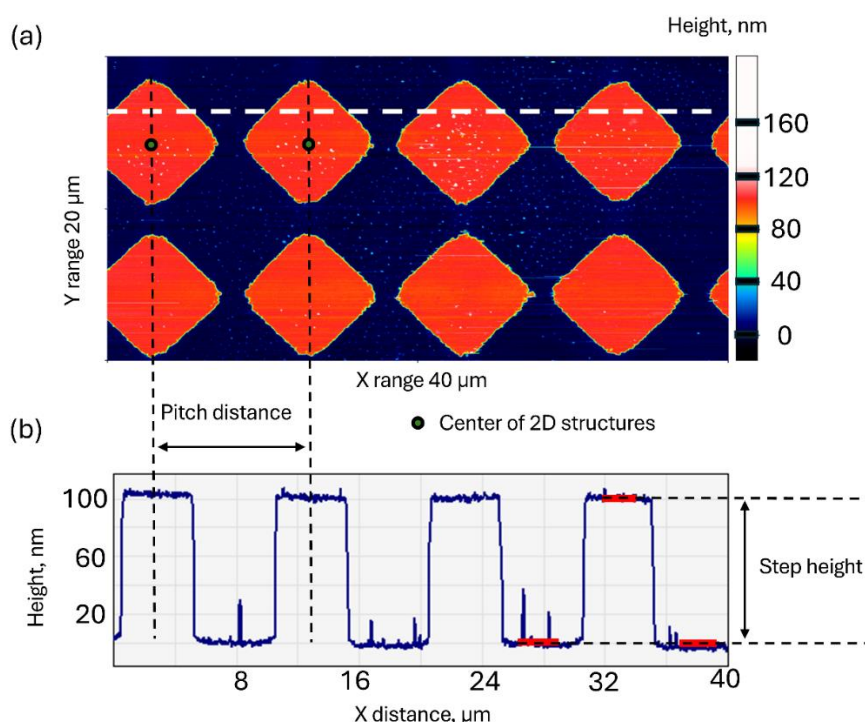 (a)
Height, nm
160
120
80
40
0
Y range 20 µm
X range 40 µm
Pitch distance
Center of 2D structures
(b)
100
60
20
Height, nm
Step height
8 16 24 32 40
X distance, µm